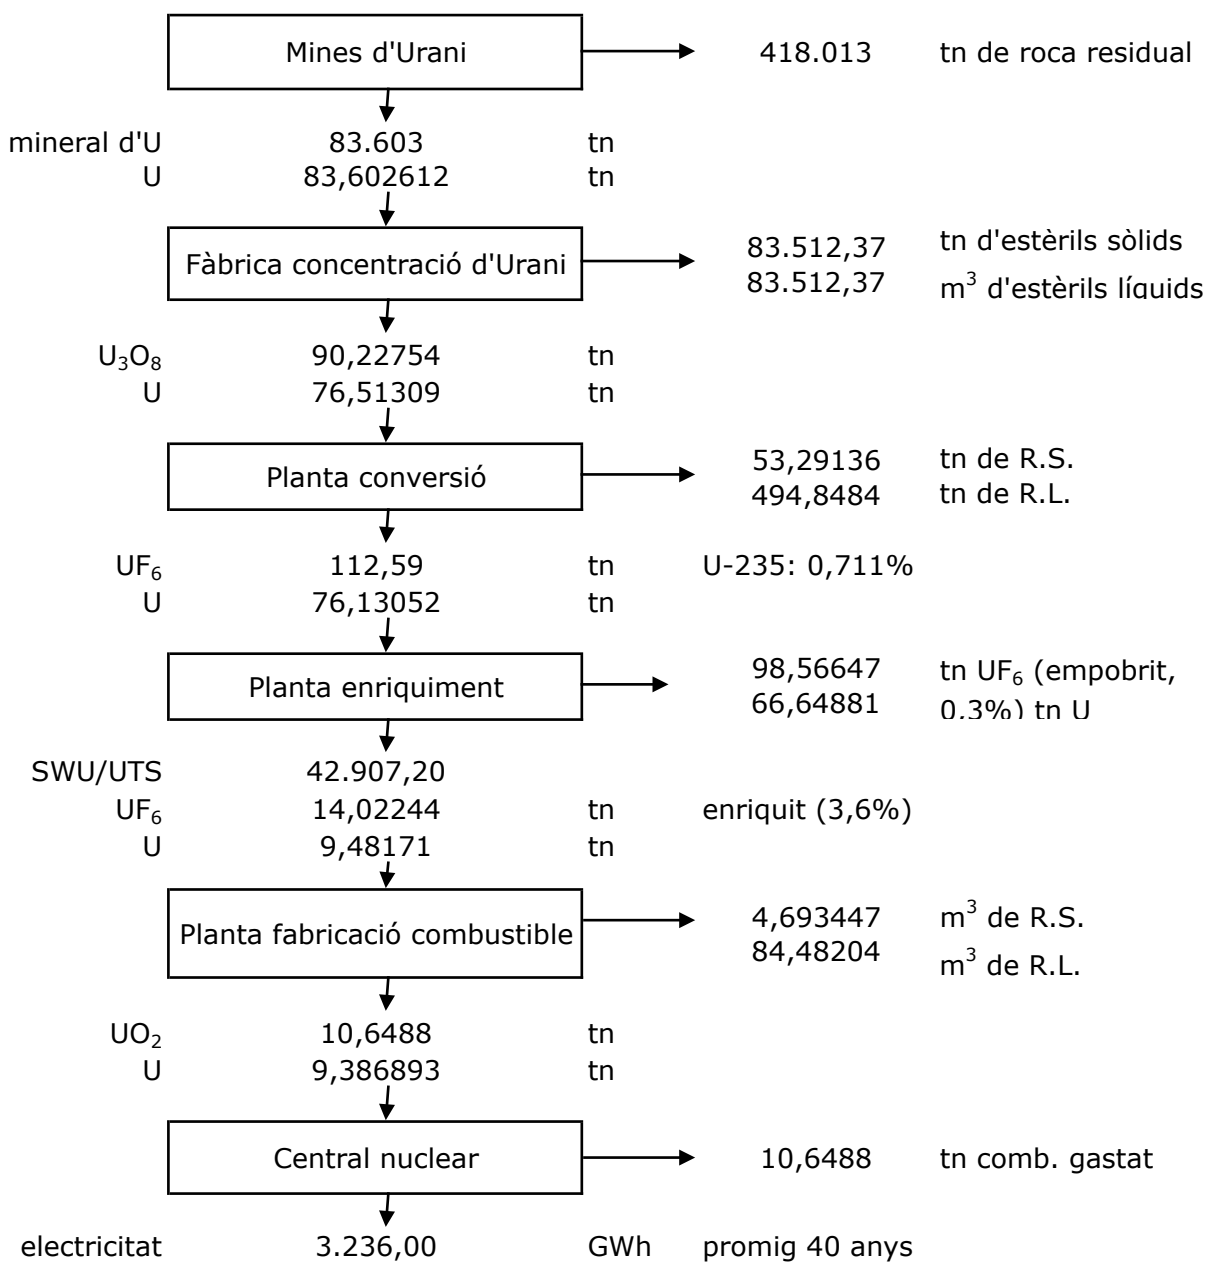 Mines d'Urani
418.013 tn de roca residual
mineral d'U 83.603 tn
U 83,602612 tn
Fàbrica concentració d'Urani
83.512,37 tn d'estèrils sòlids
83.512,37 m³ d'estèrils líquids
U₃O₈ 90,22754 tn
U 76,51309 tn
Planta conversió
53,29136 tn de R.S.
494,8484 tn de R.L.
UF₆ 112,59 tn U-235: 0,711%
U 76,13052 tn
Planta enriquiment
98,56647 tn UF₆ (empobrit,
66,64881 0,3%) tn U
SWU/UTS 42.907,20
UF₆ 14,02244 tn enriquit (3,6%)
U 9,48171 tn
Planta fabricació combustible
4,693447 m³ de R.S.
84,48204 m³ de R.L.
UO₂ 10,6488 tn
U 9,386893 tn
Central nuclear
10,6488 tn comb. gastat
electricitat 3.236,00 GWh promig 40 anys